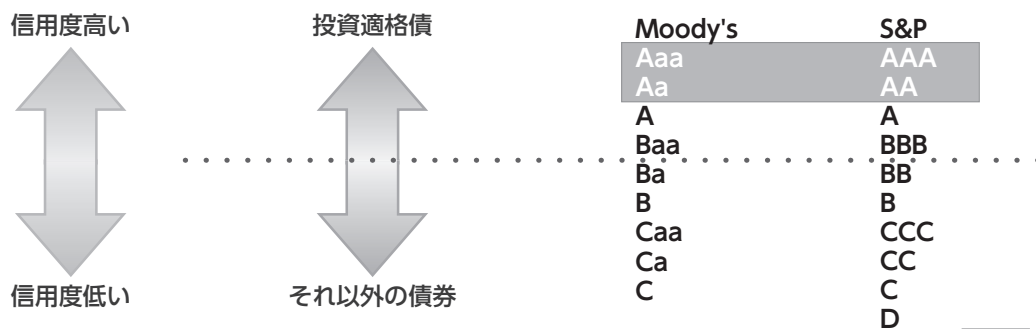 信用度高い
信用度低い
投資適格債
それ以外の債券
Moody's S&P
Aaa AAA
Aa AA
A A
Baa BBB
Ba BB
B B
Caa CCC
Ca CC
C C
D